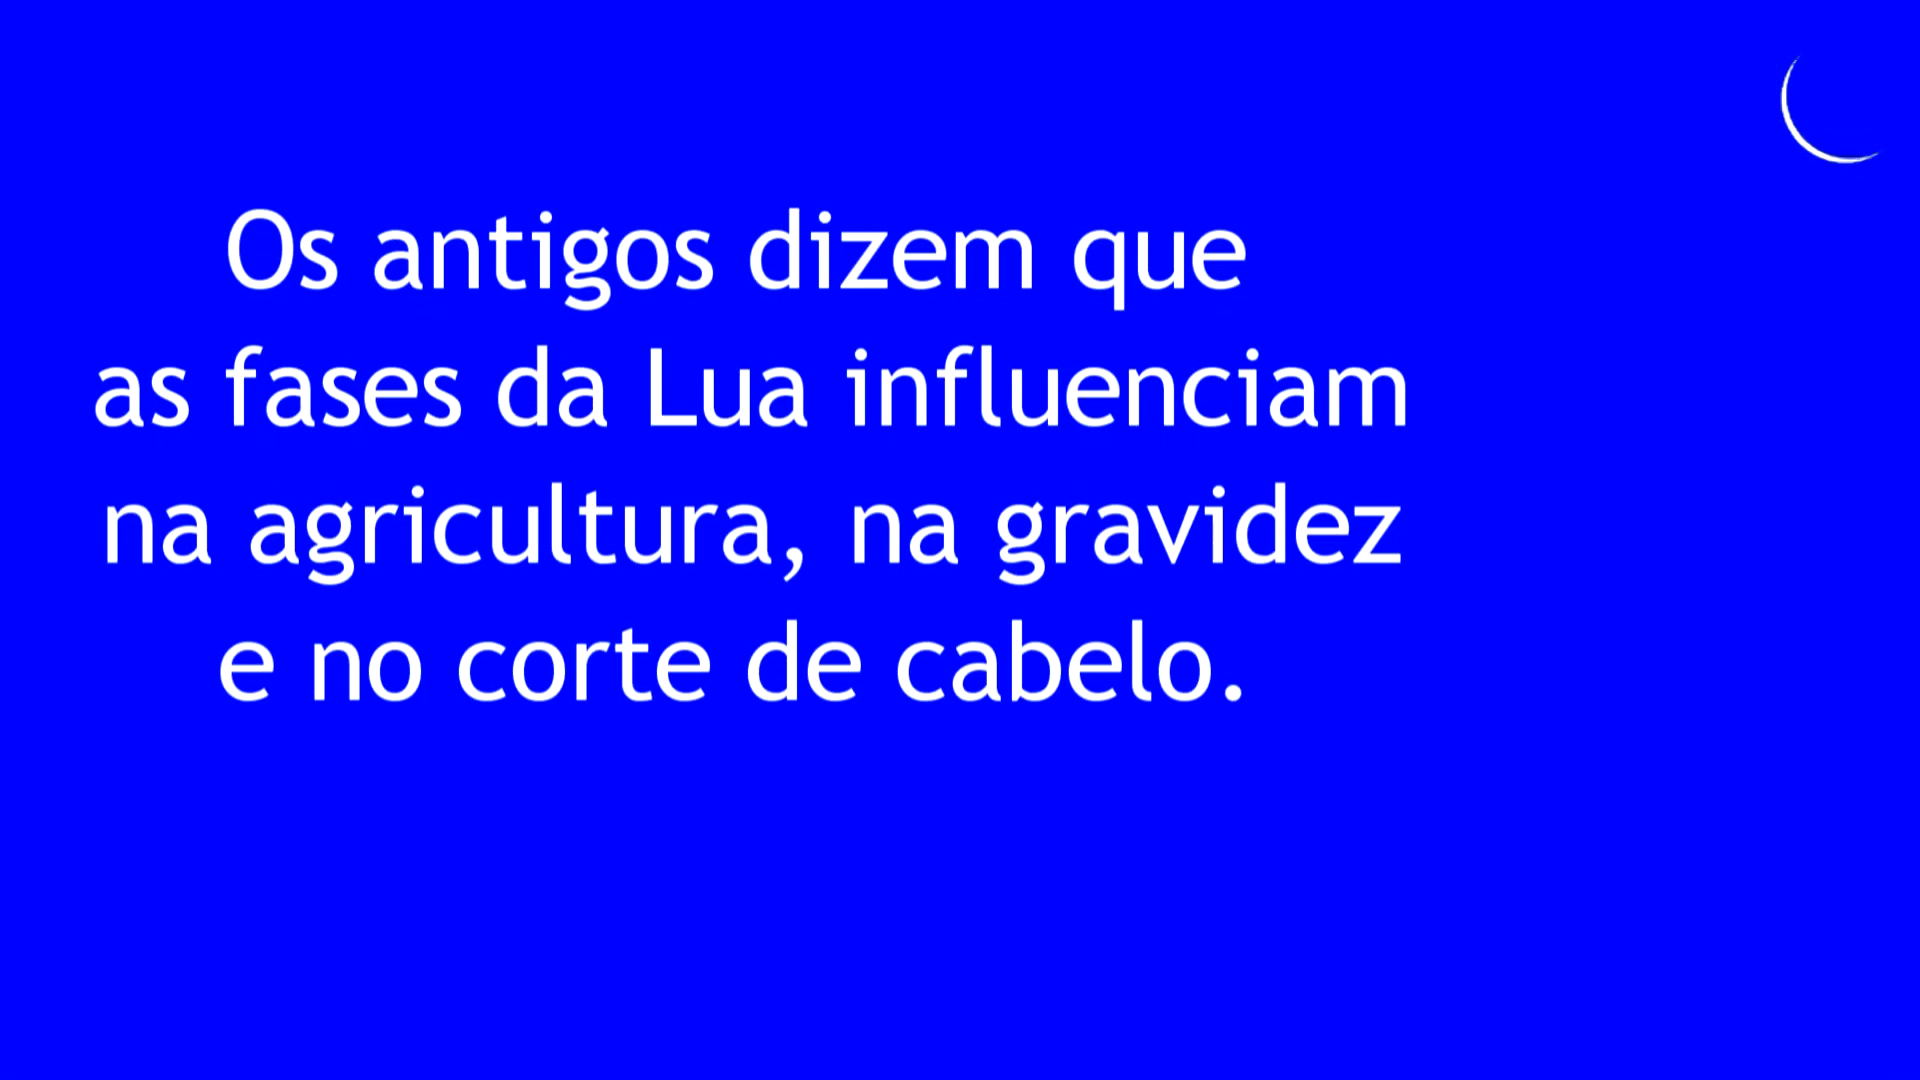 Os antigos dizem que
as fases da Lua influenciam
na agricultura, na gravidez
e no corte de cabelo.